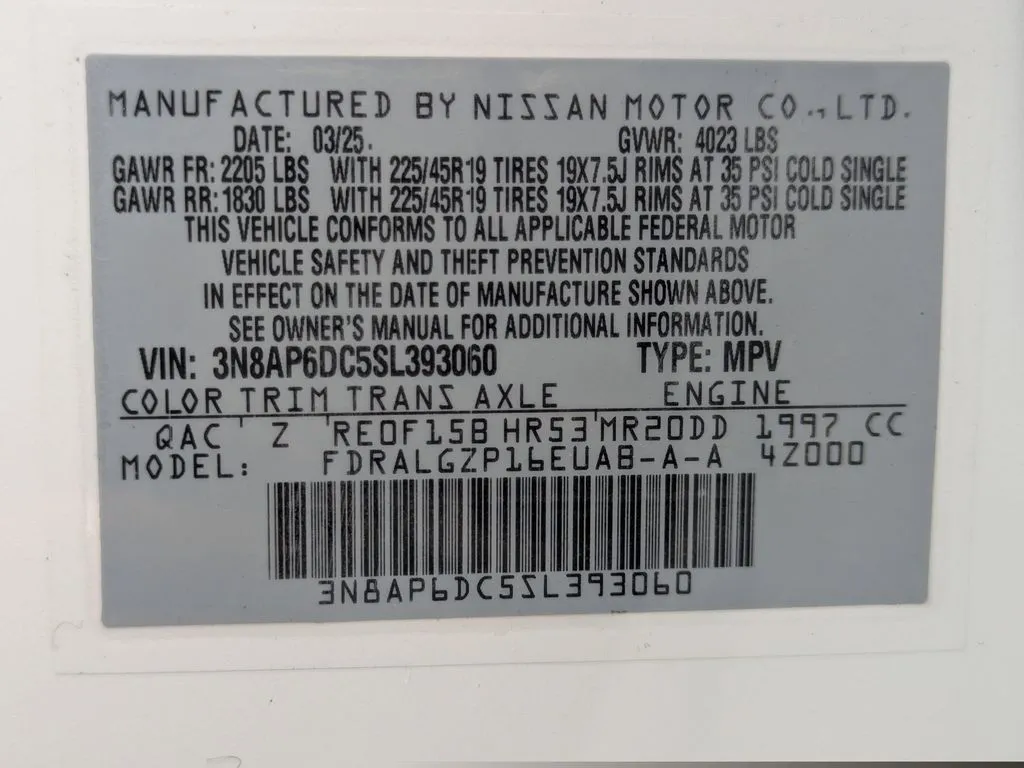 MANUFACTURED BY NISSAN MOTOR CO.,LTD.
DATE: 03/25. GVWR: 4023 LBS
GAWR FR: 2205 LBS WITH 225/45R19 TIRES 19X7.5J RIMS AT 35 PSI COLD SINGLE
GAWR RR: 1830 LBS WITH 225/45R19 TIRES 19X7.5J RIMS AT 35 PSI COLD SINGLE
THIS VEHICLE CONFORMS TO ALL APPLICABLE FEDERAL MOTOR
VEHICLE SAFETY AND THEFT PREVENTION STANDARDS
IN EFFECT ON THE DATE OF MANUFACTURE SHOWN ABOVE.
SEE OWNER'S MANUAL FOR ADDITIONAL INFORMATION.
VIN: 3N8AP6DC5SL393060 TYPE: MPV
COLOR TRIM TRANS AXLE ENGINE
QAC Z RE0F15B HR53 MR20DD 1997 CC
MODEL: FDRALGZP16EUAB-A-A 4Z000
3N8AP6DC5SL393060